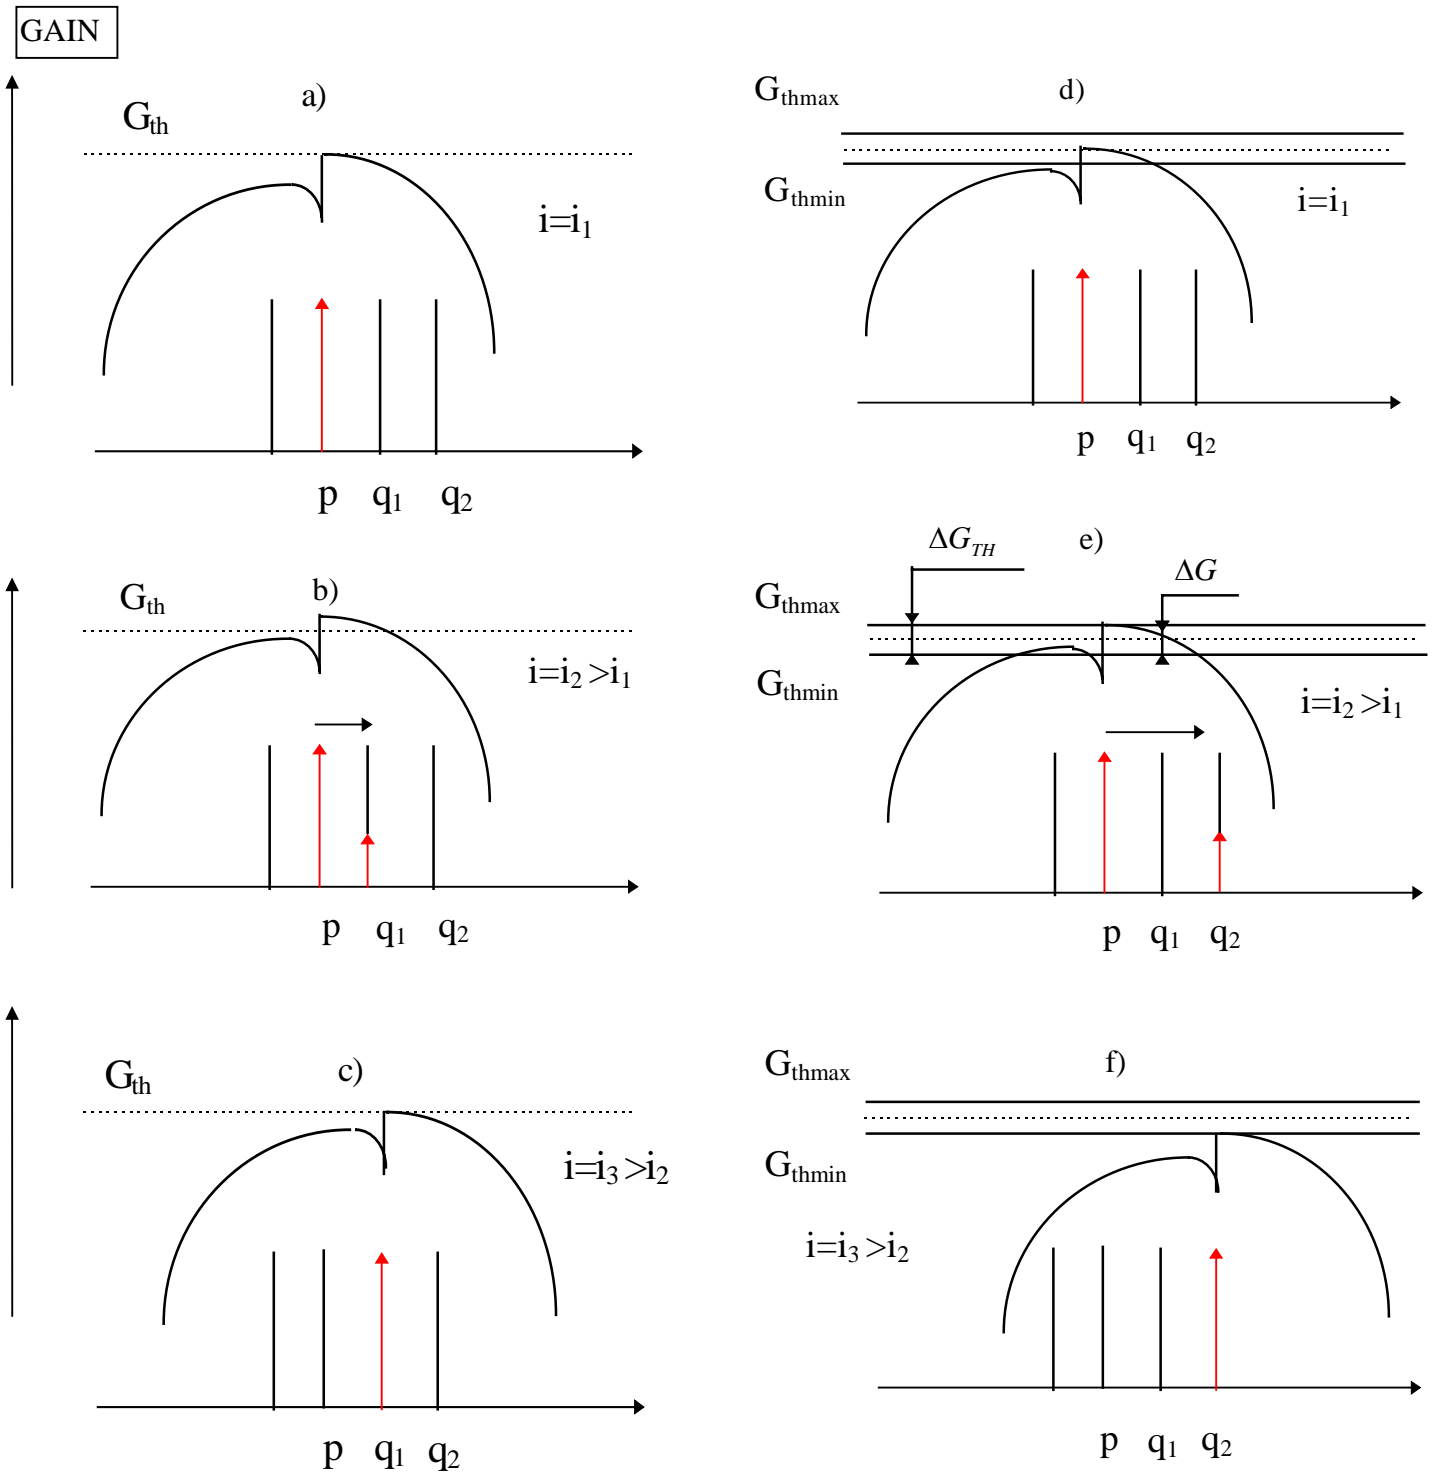 GAIN
a)
Gth
i=i1
p q1 q2
b)
Gth
i=i2>i1
p q1 q2
c)
Gth
i=i3>i2
p q1 q2
d)
Gthmax
Gthmin
i=i1
p q1 q2
e)
ΔGTH
ΔG
Gthmax
Gthmin
i=i2>i1
p q1 q2
f)
Gthmax
Gthmin
i=i3>i2
p q1 q2